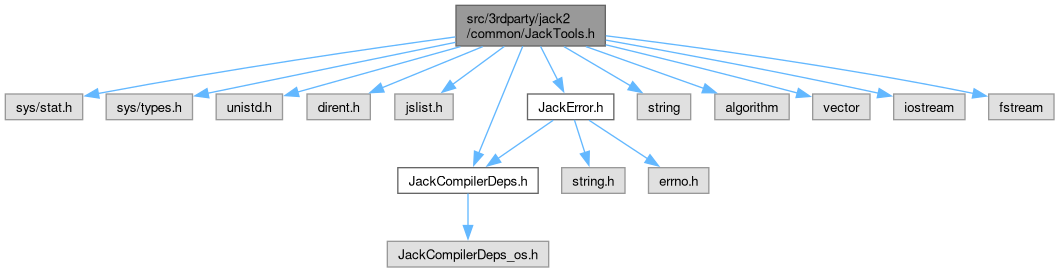 src/3rdparty/jack2
/common/JackTools.h
sys/stat.h
sys/types.h
unistd.h
dirent.h
jslist.h
JackError.h
string
algorithm
vector
iostream
fstream
JackCompilerDeps.h
string.h
errno.h
JackCompilerDeps_os.h